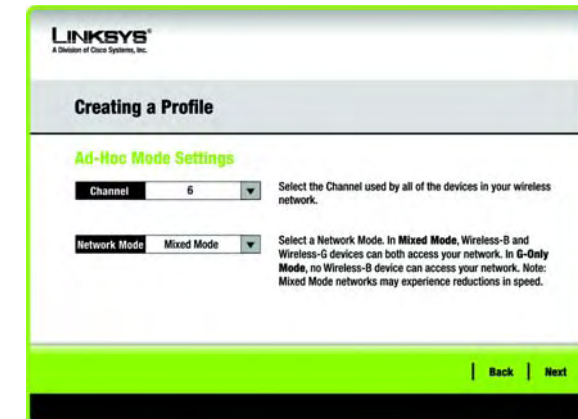 LINKSYS®
A Division of Cisco Systems, Inc.
Creating a Profile
Ad-Hoc Mode Settings
Channel 6
Select the Channel used by all of the devices in your wireless
network.
Network Mode Mixed Mode
Select a Network Mode. In Mixed Mode, Wireless-B and
Wireless-G devices can both access your network. In G-Only
Mode, no Wireless-B device can access your network. Note:
Mixed Mode networks may experience reductions in speed.
Back Next